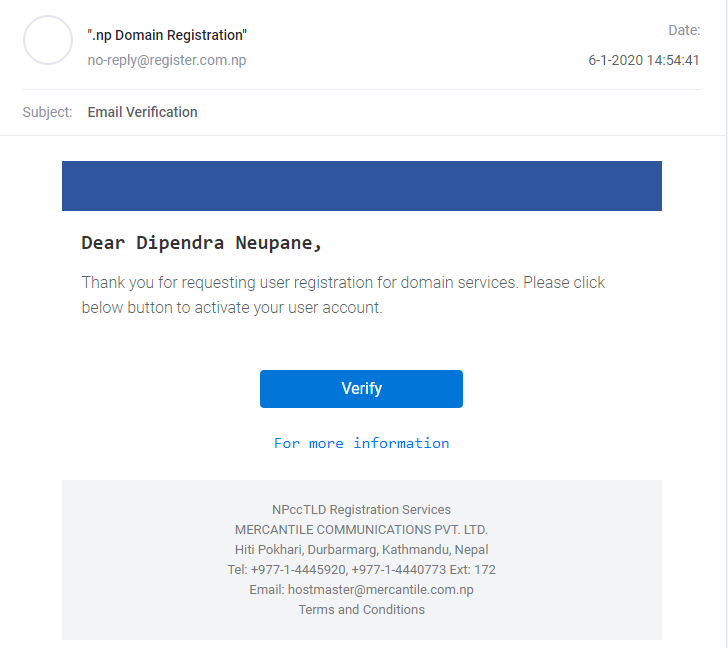 ".np Domain Registration"
Date:
no-reply@register.com.np
6-1-2020 14:54:41
Subject: Email Verification
Dear Dipendra Neupane,
Thank you for requesting user registration for domain services. Please click
below button to activate your user account.
Verify
For more information
NPccTLD Registration Services
MERCANTILE COMMUNICATIONS PVT. LTD.
Hiti Pokhari, Durbarmarg, Kathmandu, Nepal
Tel: +977-1-4445920, +977-1-4440773 Ext: 172
Email: hostmaster@mercantile.com.np
Terms and Conditions